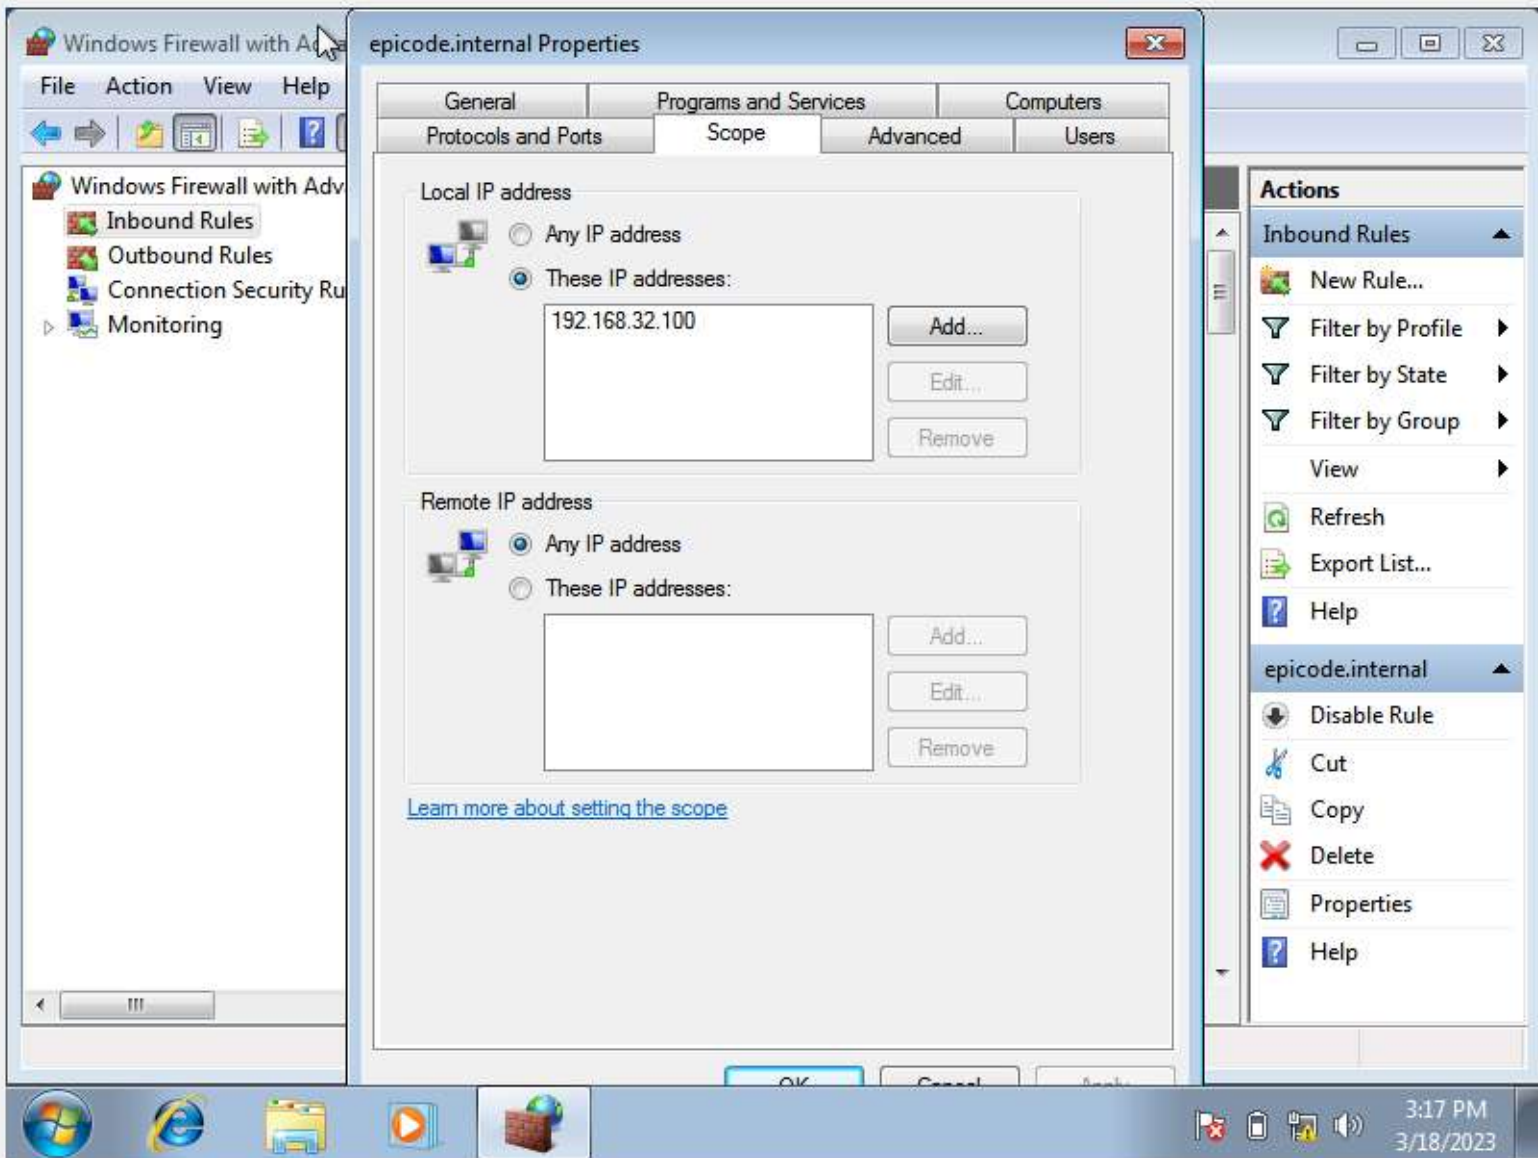 Windows Firewall with Adva
epicode.internal Properties
File Action View Help
General Programs and Services Computers
Protocols and Ports Scope Advanced Users
Windows Firewall with Adv
Inbound Rules
Outbound Rules
Connection Security Ru
Monitoring
Local IP address
Any IP address
These IP addresses:
192.168.32.100
Add...
Edit...
Remove
Remote IP address
Any IP address
These IP addresses:
Add...
Edit...
Remove
Learn more about setting the scope
OK Cancel Apply
Actions
Inbound Rules
New Rule...
Filter by Profile
Filter by State
Filter by Group
View
Refresh
Export List...
Help
epicode.internal
Disable Rule
Cut
Copy
Delete
Properties
Help
3:17 PM
3/18/2023